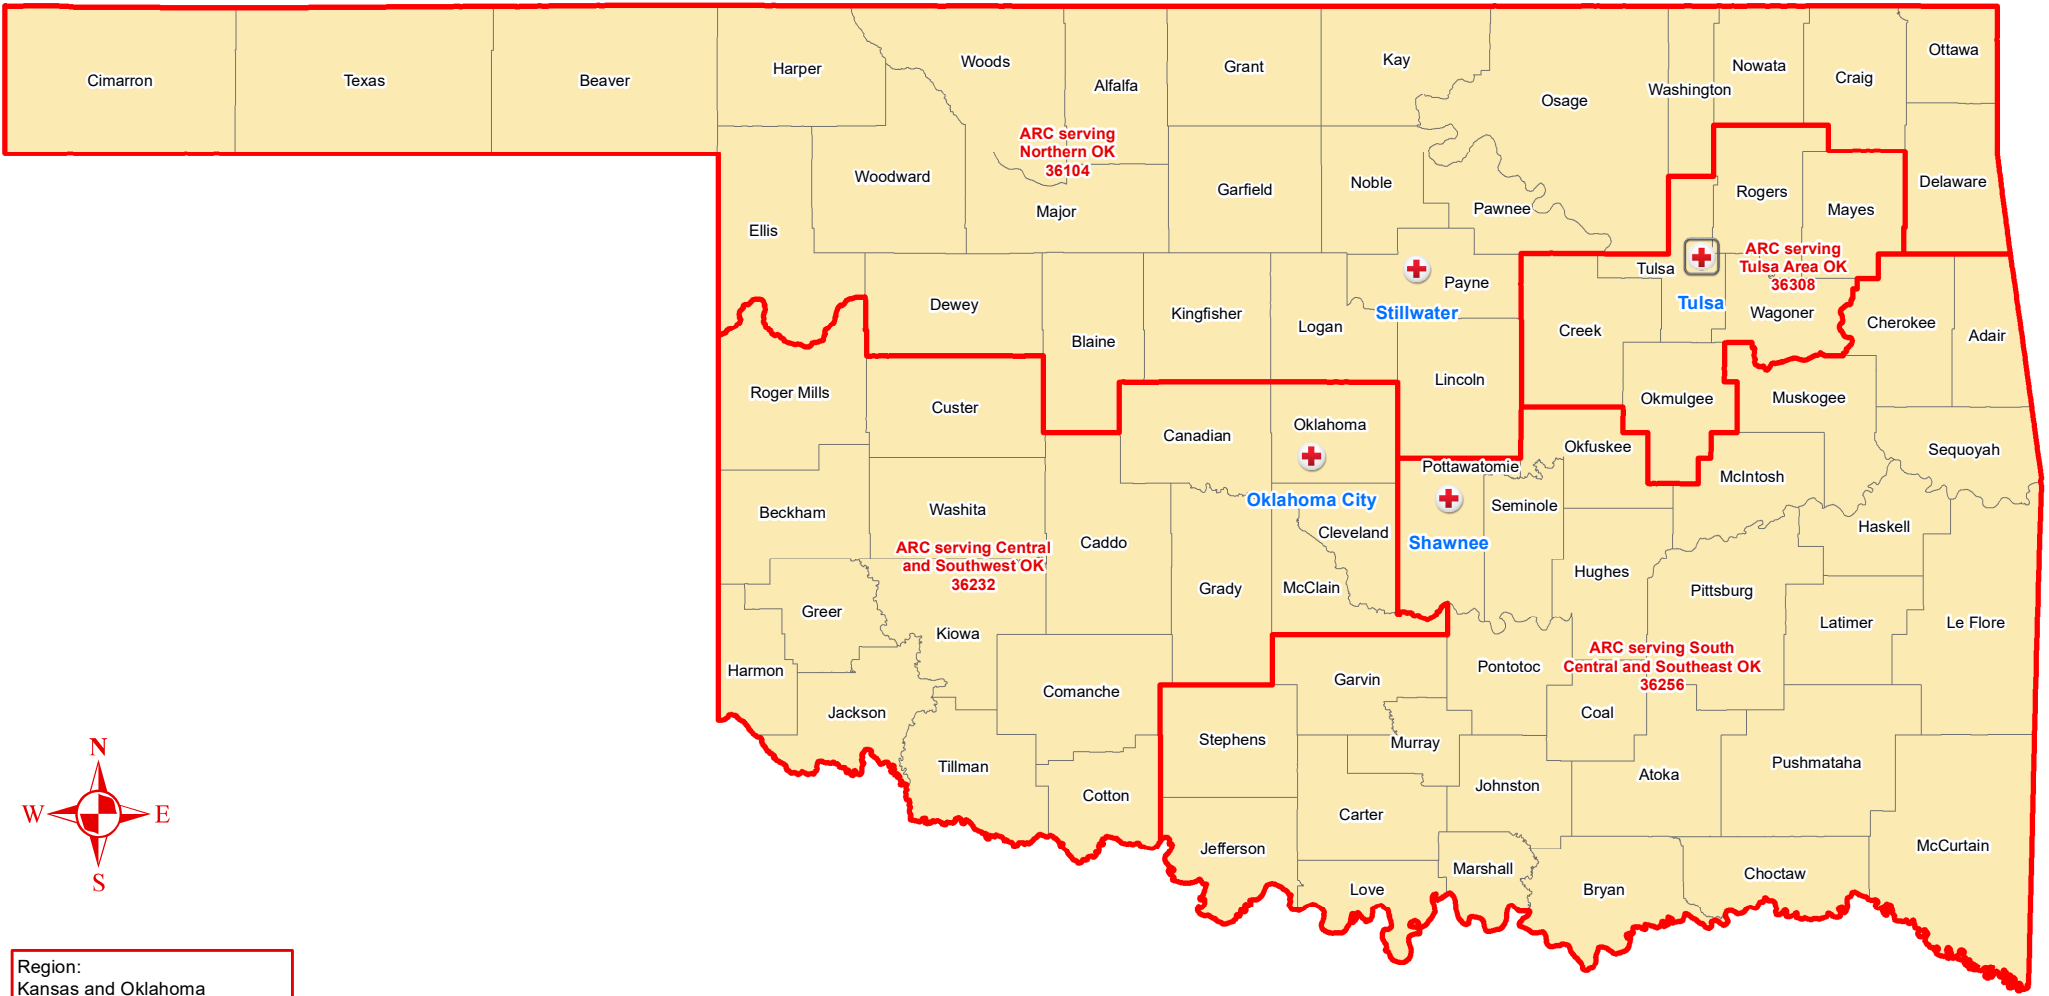 Cimarron
Texas
Beaver
Harper
Woods
Alfalfa
Grant
Kay
Osage
Washington
Nowata
Craig
Ottawa
ARC serving
Northern OK
36104
Woodward
Ellis
Major
Garfield
Noble
Pawnee
Rogers
Mayes
Delaware
ARC serving
Tulsa Area OK
36308
Tulsa
Tulsa
Wagoner
Payne
Stillwater
Dewey
Blaine
Kingfisher
Logan
Lincoln
Creek
Okmulgee
Cherokee
Adair
Roger Mills
Custer
Canadian
Oklahoma
Oklahoma City
Pottawatomie
Shawnee
Seminole
Okfuskee
Muskogee
McIntosh
Sequoyah
Beckham
Washita
ARC serving Central
and Southwest OK
36232
Caddo
Grady
Cleveland
McClain
Hughes
Pittsburg
Haskell
Latimer
Le Flore
Greer
Kiowa
Harmon
Jackson
Comanche
Tillman
Cotton
Garvin
Pontotoc
ARC serving South
Central and Southeast OK
36256
Coal
Stephens
Murray
Johnston
Atoka
Pushmataha
Carter
Jefferson
Love
Marshall
Bryan
Choctaw
McCurtain
N
W
E
S
Region:
Kansas and Oklahoma